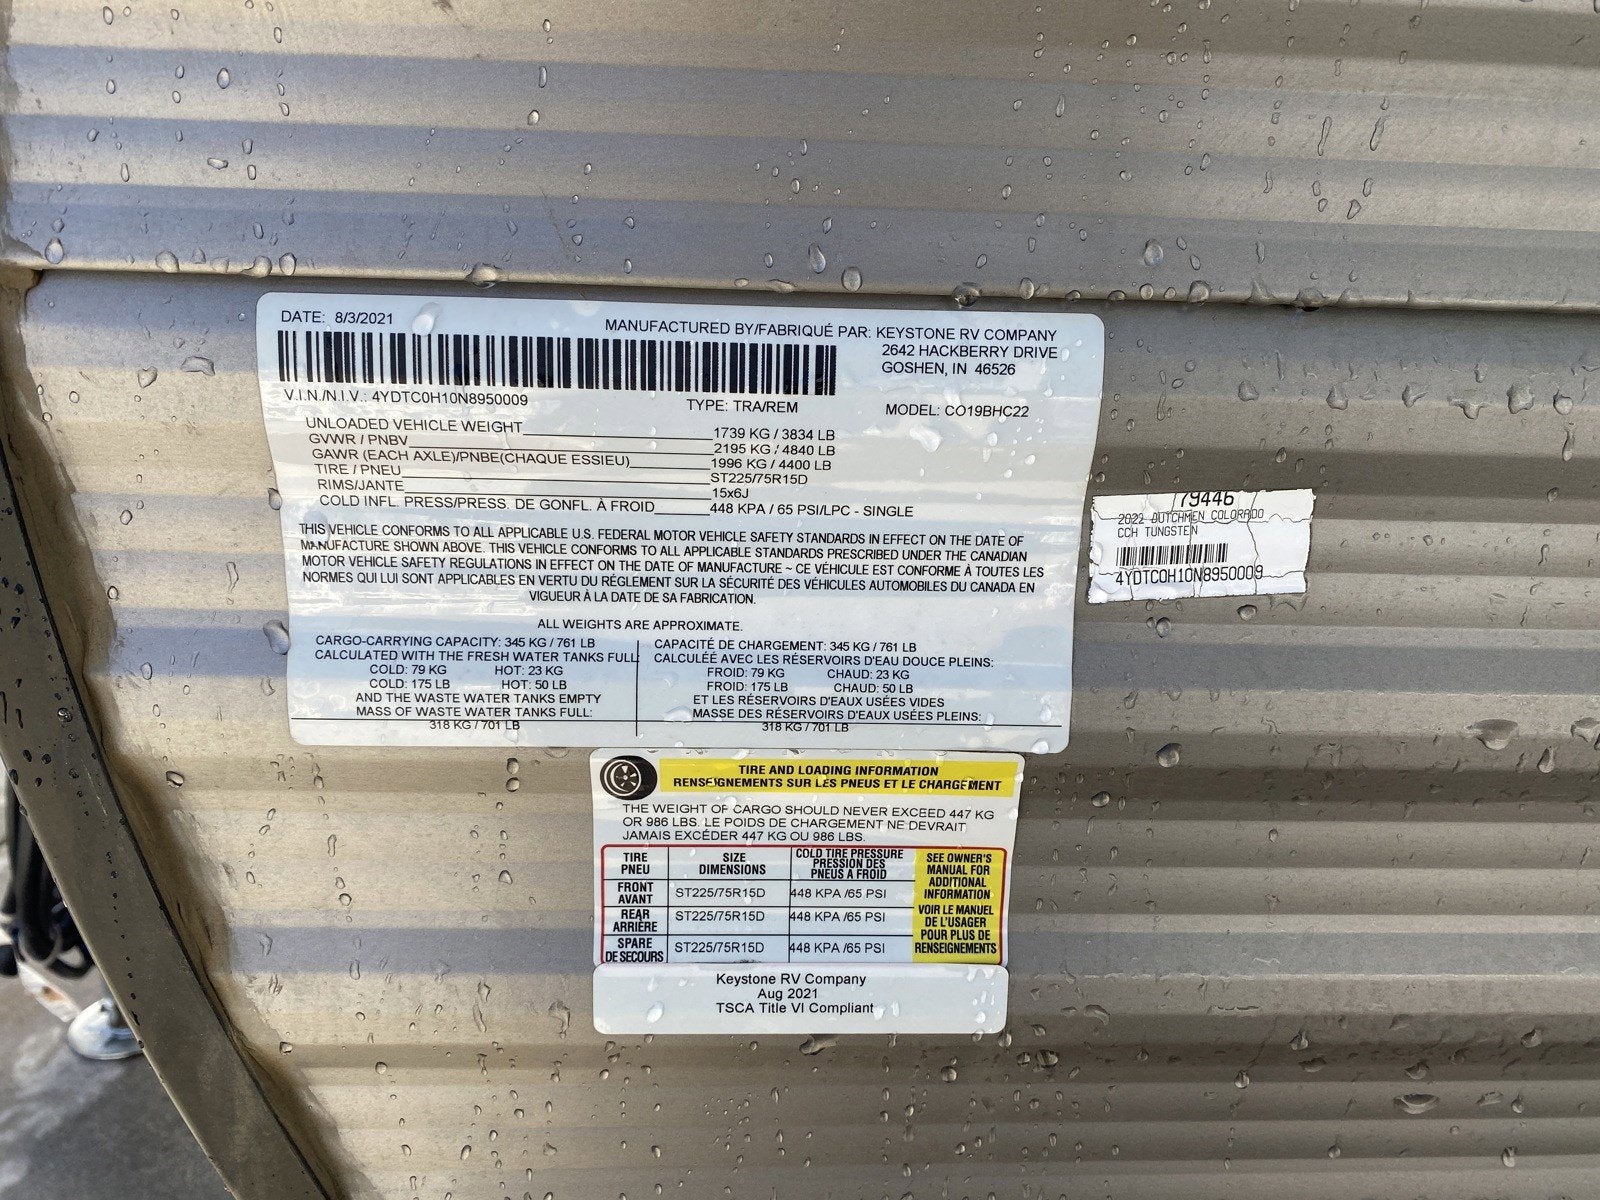 DATE: 8/3/2021
MANUFACTURED BY/FABRIQUÉ PAR: KEYSTONE RV COMPANY
2642 HACKBERRY DRIVE
GOSHEN, IN 46526
V.I.N./N.I.V.: 4YDTC0H10N8950009
TYPE: TRA/REM
MODEL: CO19BHC22
UNLOADED VEHICLE WEIGHT 1739 KG / 3834 LB
GVWR / PNBV 2195 KG / 4840 LB
GAWR (EACH AXLE)/PNBE(CHAQUE ESSIEU) 1996 KG / 4400 LB
TIRE / PNEU ST225/75R15D
RIMS/JANTE 15x6J
COLD INFL. PRESS/PRESS. DE GONFL. À FROID 448 KPA / 65 PSI/LPC - SINGLE
THIS VEHICLE CONFORMS TO ALL APPLICABLE U.S. FEDERAL MOTOR VEHICLE SAFETY STANDARDS IN EFFECT ON THE DATE OF
MANUFACTURE SHOWN ABOVE. THIS VEHICLE CONFORMS TO ALL APPLICABLE STANDARDS PRESCRIBED UNDER THE CANADIAN
MOTOR VEHICLE SAFETY REGULATIONS IN EFFECT ON THE DATE OF MANUFACTURE ~ CE VÉHICULE EST CONFORME À TOUTES LES
NORMES QUI LUI SONT APPLICABLES EN VERTU DU RÉGLEMENT SUR LA SÉCURITÉ DES VÉHICULES AUTOMOBILES DU CANADA EN
VIGUEUR À LA DATE DE SA FABRICATION.
ALL WEIGHTS ARE APPROXIMATE.
CARGO-CARRYING CAPACITY: 345 KG / 761 LB
CALCULATED WITH THE FRESH WATER TANKS FULL:
COLD: 79 KG HOT: 23 KG
COLD: 175 LB HOT: 50 LB
AND THE WASTE WATER TANKS EMPTY
MASS OF WASTE WATER TANKS FULL:
318 KG / 701 LB
CAPACITÉ DE CHARGEMENT: 345 KG / 761 LB
CALCULÉE AVEC LES RÉSERVOIRS D'EAU DOUCE PLEINS:
FROID: 79 KG CHAUD: 23 KG
FROID: 175 LB CHAUD: 50 LB
ET LES RÉSERVOIRS D'EAUX USÉES VIDES
MASSE DES RÉSERVOIRS D'EAUX USÉES PLEINS:
318 KG / 701 LB
79446
2022 DUTCHMEN COLORADO
CCH TUNGSTEN
4YDTC0H10N8950009
TIRE AND LOADING INFORMATION
RENSEIGNEMENTS SUR LES PNEUS ET LE CHARGEMENT
THE WEIGHT OF CARGO SHOULD NEVER EXCEED 447 KG
OR 986 LBS. LE POIDS DE CHARGEMENT NE DEVRAIT
JAMAIS EXCÉDER 447 KG OU 986 LBS.
TIRE
PNEU
SIZE
DIMENSIONS
COLD TIRE PRESSURE
PRESSION DES
PNEUS A FROID
FRONT
AVANT
ST225/75R15D
448 KPA /65 PSI
REAR
ARRIÈRE
ST225/75R15D
448 KPA /65 PSI
SPARE
DE SECOURS
ST225/75R15D
448 KPA /65 PSI
SEE OWNER'S
MANUAL FOR
ADDITIONAL
INFORMATION
VOIR LE MANUEL
DE L'USAGER
POUR PLUS DE
RENSEIGNEMENTS
Keystone RV Company
Aug 2021
TSCA Title VI Compliant